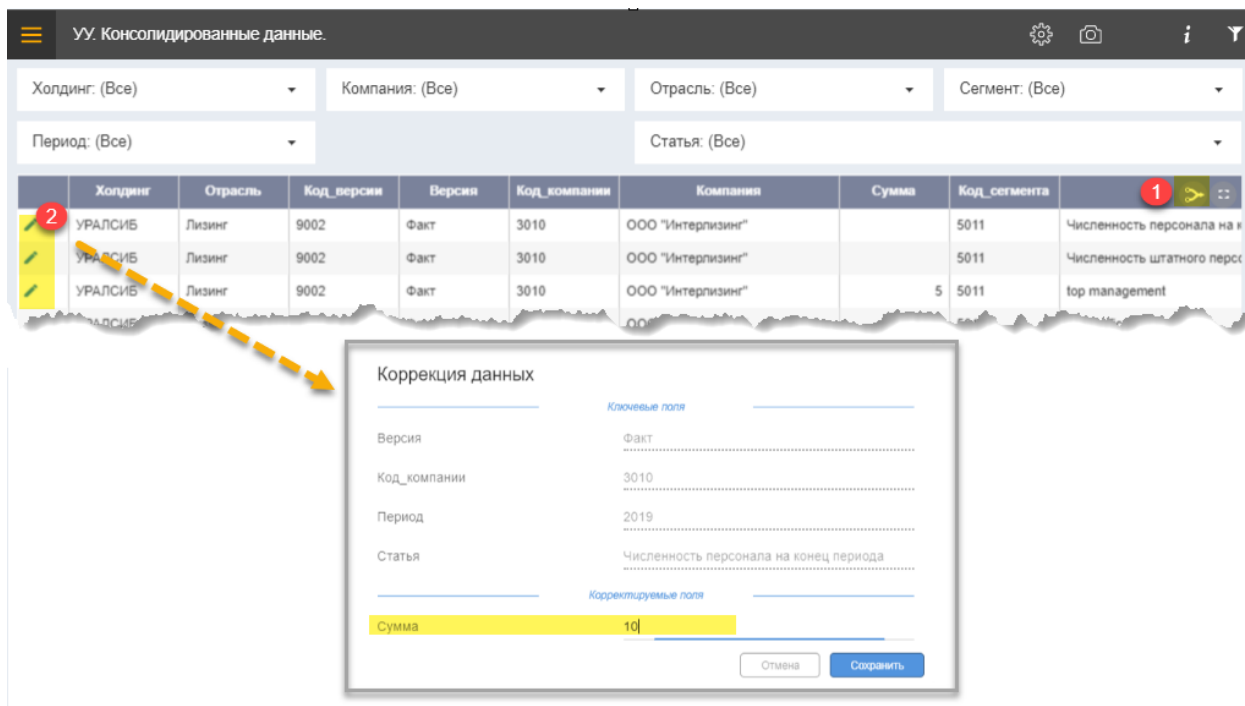 УУ. Консолидированные данные.
Холдинг: (Все) Компания: (Все) Отрасль: (Все) Сегмент: (Все)
Период: (Все) Статья: (Все)
Холдинг Отрасль Код_версии Версия Код_компании Компания Сумма Код_сегмента 1
2 УРАЛСИБ Лизинг 9002 Факт 3010 ООО "Интерлизинг" 5011 Численность персонала на к
УРАЛСИБ Лизинг 9002 Факт 3010 ООО "Интерлизинг" 5011 Численность штатного персо
УРАЛСИБ Лизинг 9002 Факт 3010 ООО "Интерлизинг" 5 5011 top management
Коррекция данных
Ключевые поля
Версия Факт
Код_компании 3010
Период 2019
Статья Численность персонала на конец периода
Корректируемые поля
Сумма 10
Отмена Сохранить